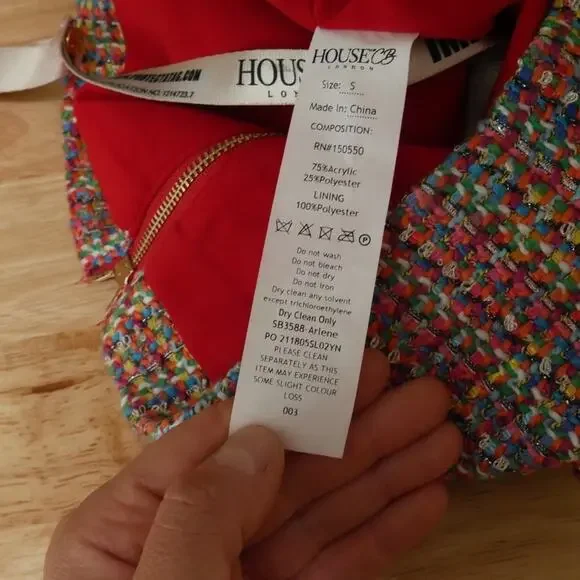 HOUSE CB
LONDON
Size: S
Made In: China
COMPOSITION:
RN#150550
75%Acrylic
25%Polyester
LINING
100%Polyester
P
Do not wash
Do not bleach
Do not dry
Do not Iron
Dry clean any solvent
except trichloroethylene
Dry Clean Only
SB3588-Arlene
PO 211805SL02YN
PLEASE CLEAN
SEPARATELY AS THIS
ITEM MAY EXPERIENCE
SOME SLIGHT COLOUR
LOSS
003
HOUS
LO